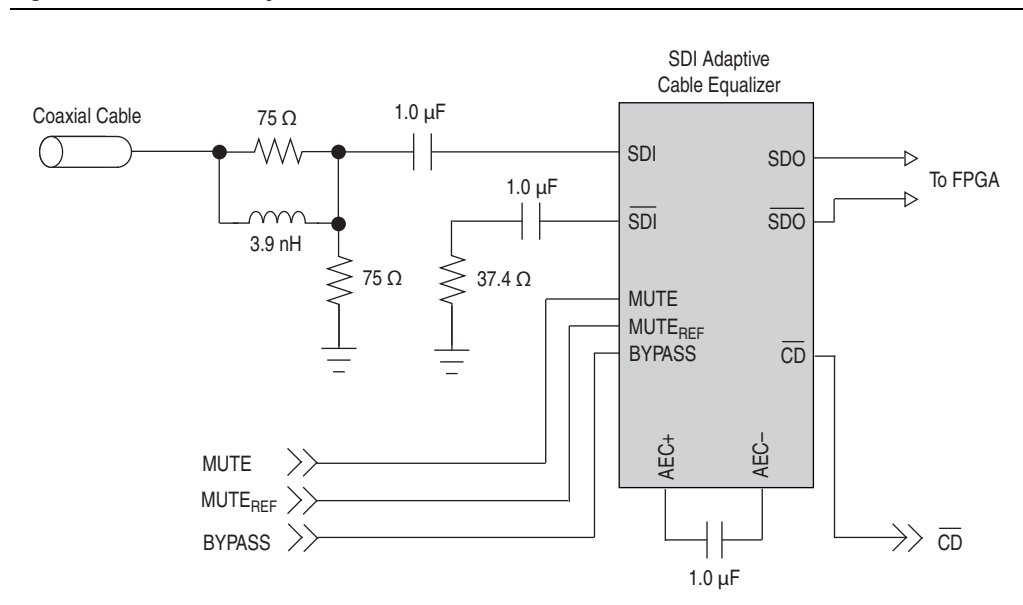 SDI Adaptive
Cable Equalizer
Coaxial Cable
75 Ω
1.0 µF
SDI
SDO
To FPGA
1.0 µF
SDI
SDO
3.9 nH
75 Ω
37.4 Ω
MUTE
MUTEREF
BYPASS
CD
AEC+
AEC–
MUTE
MUTEREF
BYPASS
CD
1.0 µF